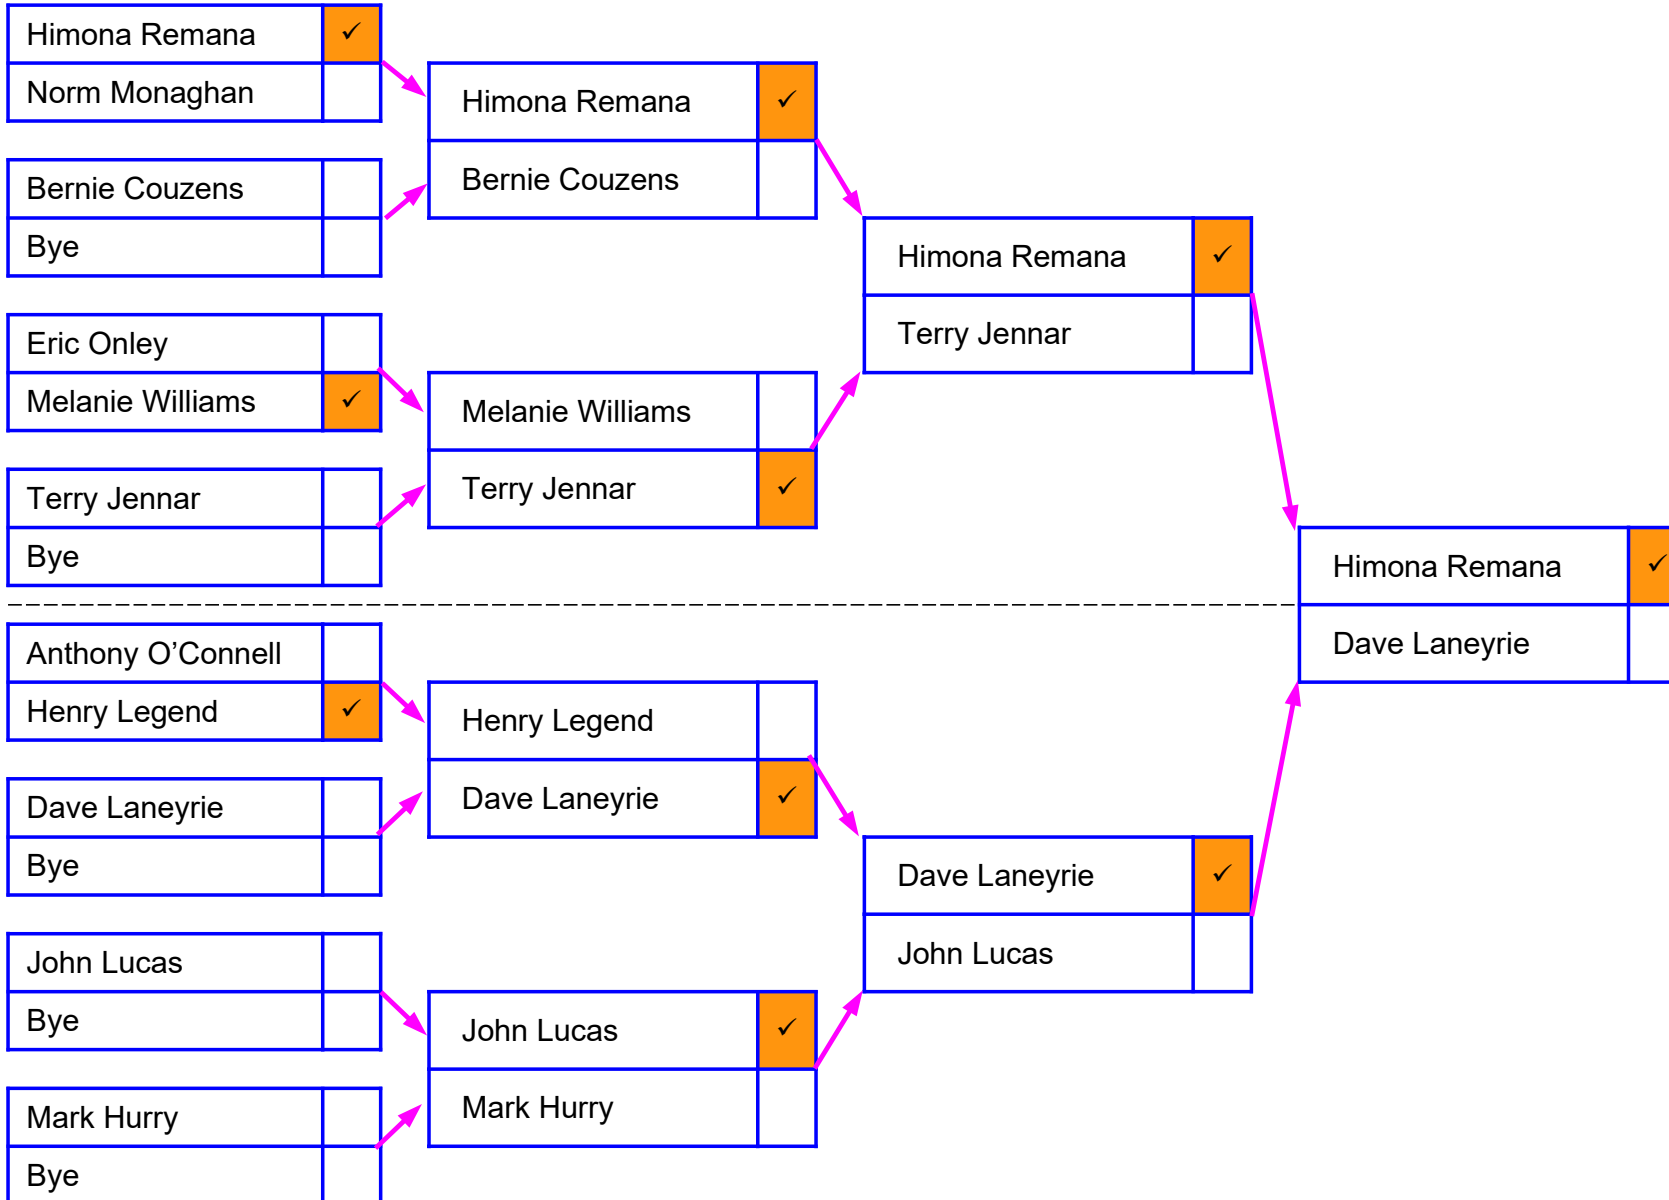 Himona Remana ✓
Norm Monaghan
Bernie Couzens
Bye
Eric Onley
Melanie Williams ✓
Terry Jennar
Bye
Anthony O’Connell
Henry Legend ✓
Dave Laneyrie
Bye
John Lucas
Bye
Mark Hurry
Bye
Himona Remana ✓
Bernie Couzens
Melanie Williams
Terry Jennar ✓
Henry Legend
Dave Laneyrie ✓
John Lucas ✓
Mark Hurry
Himona Remana ✓
Terry Jennar
Dave Laneyrie ✓
John Lucas
Himona Remana ✓
Dave Laneyrie